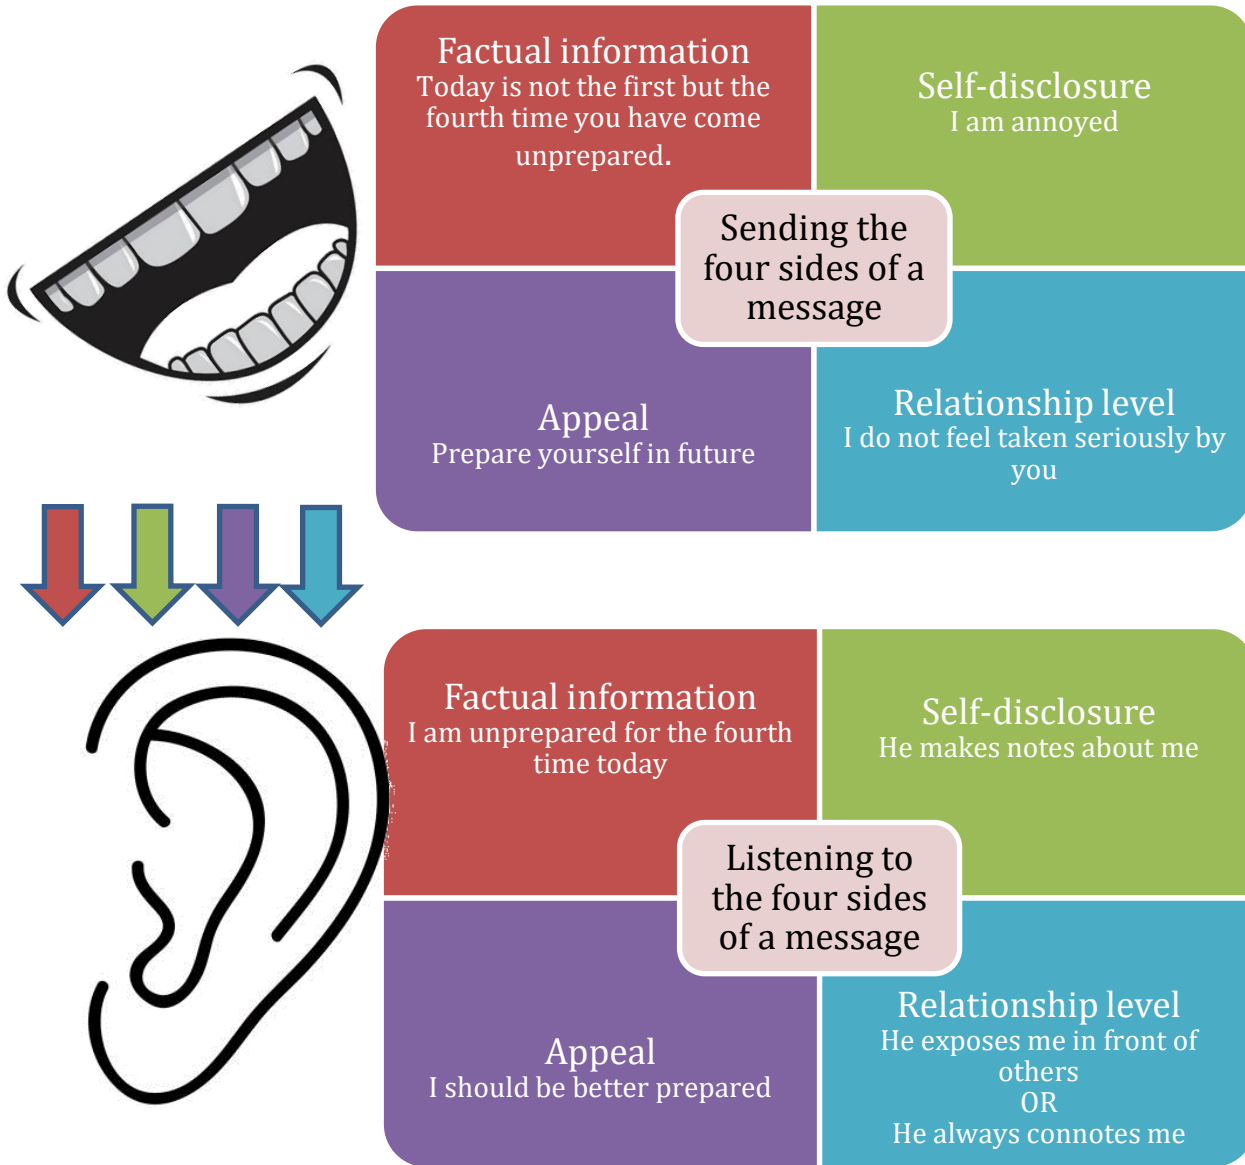 Factual information
Today is not the first but the
fourth time you have come
unprepared.
Self-disclosure
I am annoyed
Sending the
four sides of a
message
Appeal
Prepare yourself in future
Relationship level
I do not feel taken seriously by
you
Factual information
I am unprepared for the fourth
time today
Self-disclosure
He makes notes about me
Listening to
the four sides
of a message
Appeal
I should be better prepared
Relationship level
He exposes me in front of
others
OR
He always connotes me